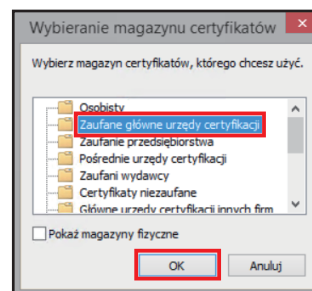 Wybieranie magazynu certyfikatów
Wybierz magazyn certyfikatów, którego chcesz użyć.
Osobisty
Zaufane główne urzędy certyfikacji
Zaufanie przedsiębiorstwa
Pośrednie urzędy certyfikacji
Zaufani wydawcy
Certyfikaty niezaufane
Główne urzędy certyfikacji innych firm
Pokaż magazyny fizyczne
OK
Anuluj